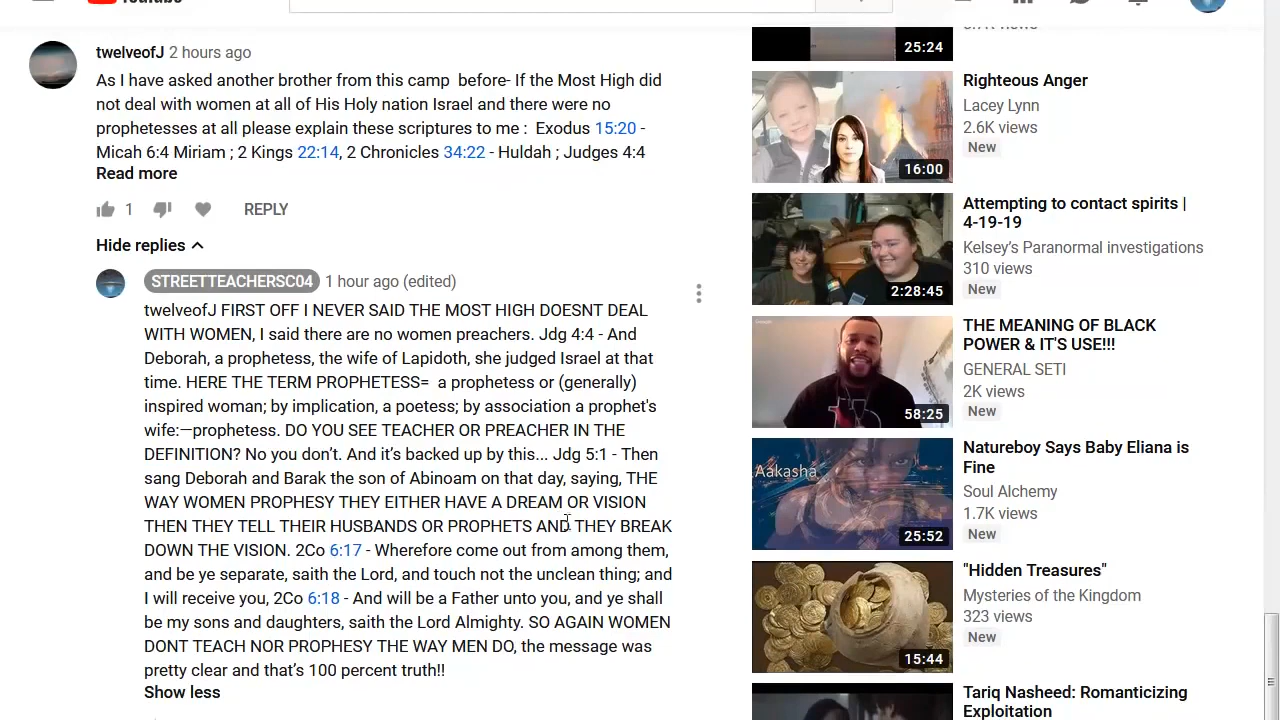 twelveofJ 2 hours ago
As I have asked another brother from this camp before- If the Most High did
not deal with women at all of His Holy nation Israel and there were no
prophetesses at all please explain these scriptures to me : Exodus 15:20 -
Micah 6:4 Miriam ; 2 Kings 22:14, 2 Chronicles 34:22 - Huldah ; Judges 4:4
Read more
1 REPLY
Hide replies
STREETTEACHERSC04 1 hour ago (edited)
twelveofJ FIRST OFF I NEVER SAID THE MOST HIGH DOESNT DEAL
WITH WOMEN, I said there are no women preachers. Jdg 4:4 - And
Deborah, a prophetess, the wife of Lapidoth, she judged Israel at that
time. HERE THE TERM PROPHETESS= a prophetess or (generally)
inspired woman; by implication, a poetess; by association a prophet's
wife:—prophetess. DO YOU SEE TEACHER OR PREACHER IN THE
DEFINITION? No you don't. And it's backed up by this... Jdg 5:1 - Then
sang Deborah and Barak the son of Abinoam on that day, saying, THE
WAY WOMEN PROPHESY THEY EITHER HAVE A DREAM OR VISION
THEN THEY TELL THEIR HUSBANDS OR PROPHETS AND THEY BREAK
DOWN THE VISION. 2Co 6:17 - Wherefore come out from among them,
and be ye separate, saith the Lord, and touch not the unclean thing; and
I will receive you, 2Co 6:18 - And will be a Father unto you, and ye shall
be my sons and daughters, saith the Lord Almighty. SO AGAIN WOMEN
DONT TEACH NOR PROPHESY THE WAY MEN DO, the message was
pretty clear and that's 100 percent truth!!
Show less
25:24
Righteous Anger
Lacey Lynn
2.6K views
New
16:00
Attempting to contact spirits |
4-19-19
Kelsey's Paranormal investigations
310 views
New
2:28:45
THE MEANING OF BLACK
POWER & IT'S USE!!!
GENERAL SETI
2K views
New
58:25
Natureboy Says Baby Eliana is
Fine
Soul Alchemy
1.7K views
New
Aakasha
25:52
"Hidden Treasures"
Mysteries of the Kingdom
323 views
New
15:44
Tariq Nasheed: Romanticizing
Exploitation